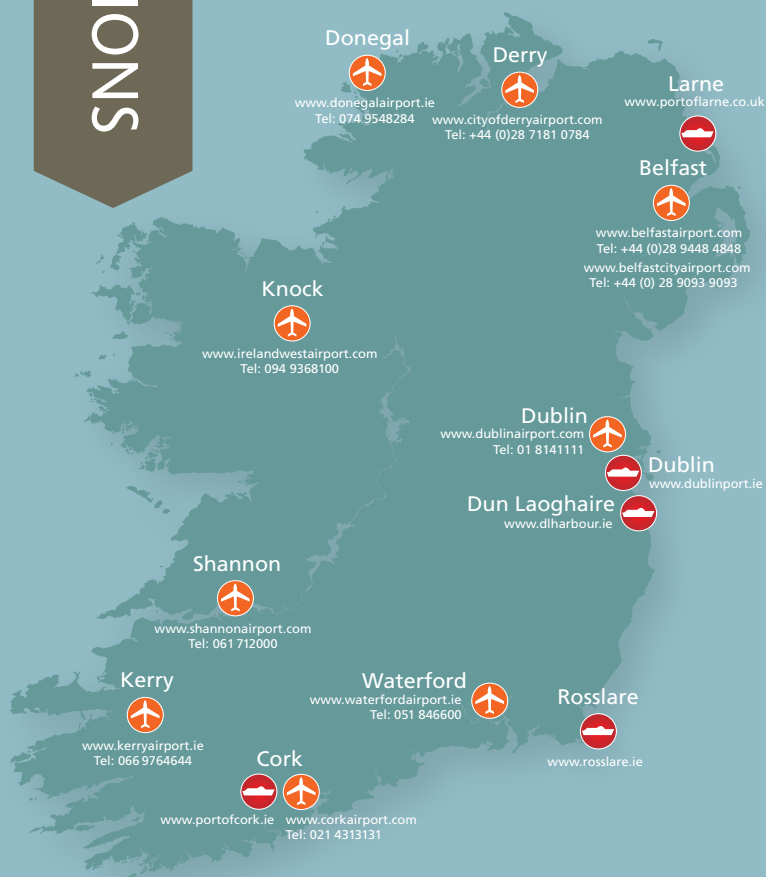 Donegal
www.donegalairport.ie
Tel: 074 9548284
Derry
www.cityofderryairport.com
Tel: +44 (0)28 7181 0784
Larne
www.portoflarne.co.uk
Belfast
www.belfastairport.com
Tel: +44 (0)28 9448 4848
www.belfastcityairport.com
Tel: +44 (0) 28 9093 9093
Knock
www.irelandwestairport.com
Tel: 094 9368100
Dublin
www.dublinairport.com
Tel: 01 8141111
Dublin
www.dublinport.ie
Dun Laoghaire
www.dlharbour.ie
Shannon
www.shannonairport.com
Tel: 061 712000
Kerry
www.kerryairport.ie
Tel: 066 9764644
Waterford
www.waterfordairport.ie
Tel: 051 846600
Rosslare
www.rosslare.ie
Cork
www.portofcork.ie www.corkairport.com
Tel: 021 4313131